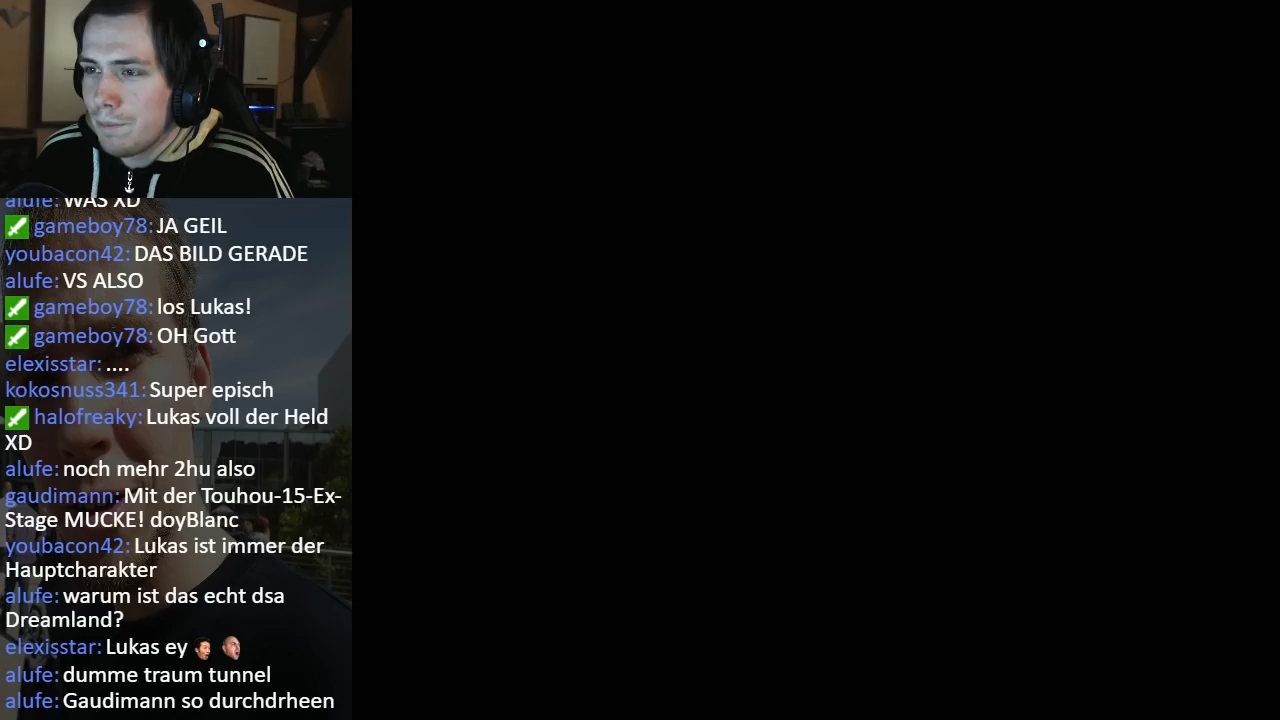 alufe: WAS XD
gameboy78: JA GEIL
youbacon42: DAS BILD GERADE
alufe: VS ALSO
gameboy78: los Lukas!
gameboy78: OH Gott
elexisstar: ....
kokosnuss341: Super episch
halofreaky: Lukas voll der Held
XD
alufe: noch mehr 2hu also
gaudimann: Mit der Touhou-15-Ex-
Stage MUCKE! doyBlanc
youbacon42: Lukas ist immer der
Hauptcharakter
alufe: warum ist das echt dsa
Dreamland?
elexisstar: Lukas ey
alufe: dumme traum tunnel
alufe: Gaudimann so durchdrheen